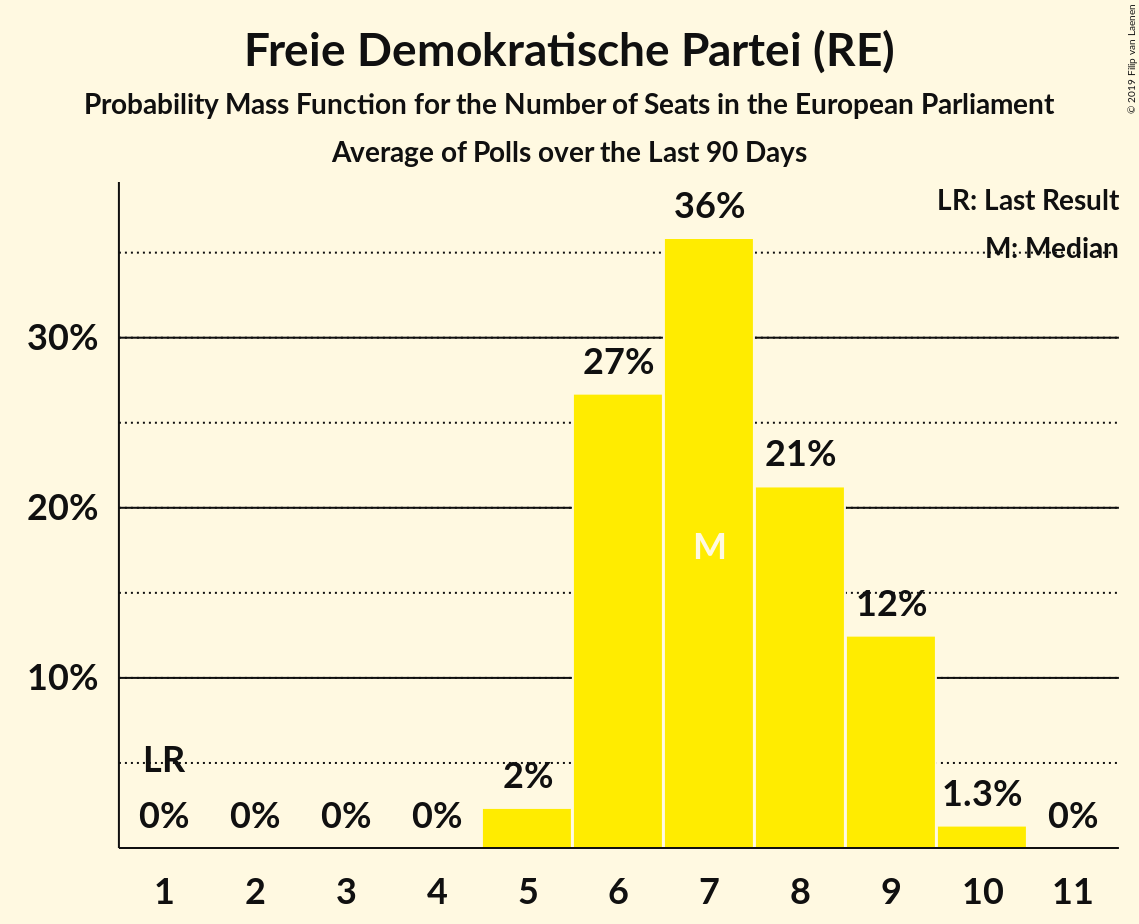 Freie Demokratische Partei (RE)
Probability Mass Function for the Number of Seats in the European Parliament
Average of Polls over the Last 90 Days
© 2019 Filip van Laenen
LR: Last Result
M: Median
36%
30%
27%
21%
20%
M
12%
10%
LR
2%
1.3%
0% 0% 0% 0% 0%
1 2 3 4 5 6 7 8 9 10 11